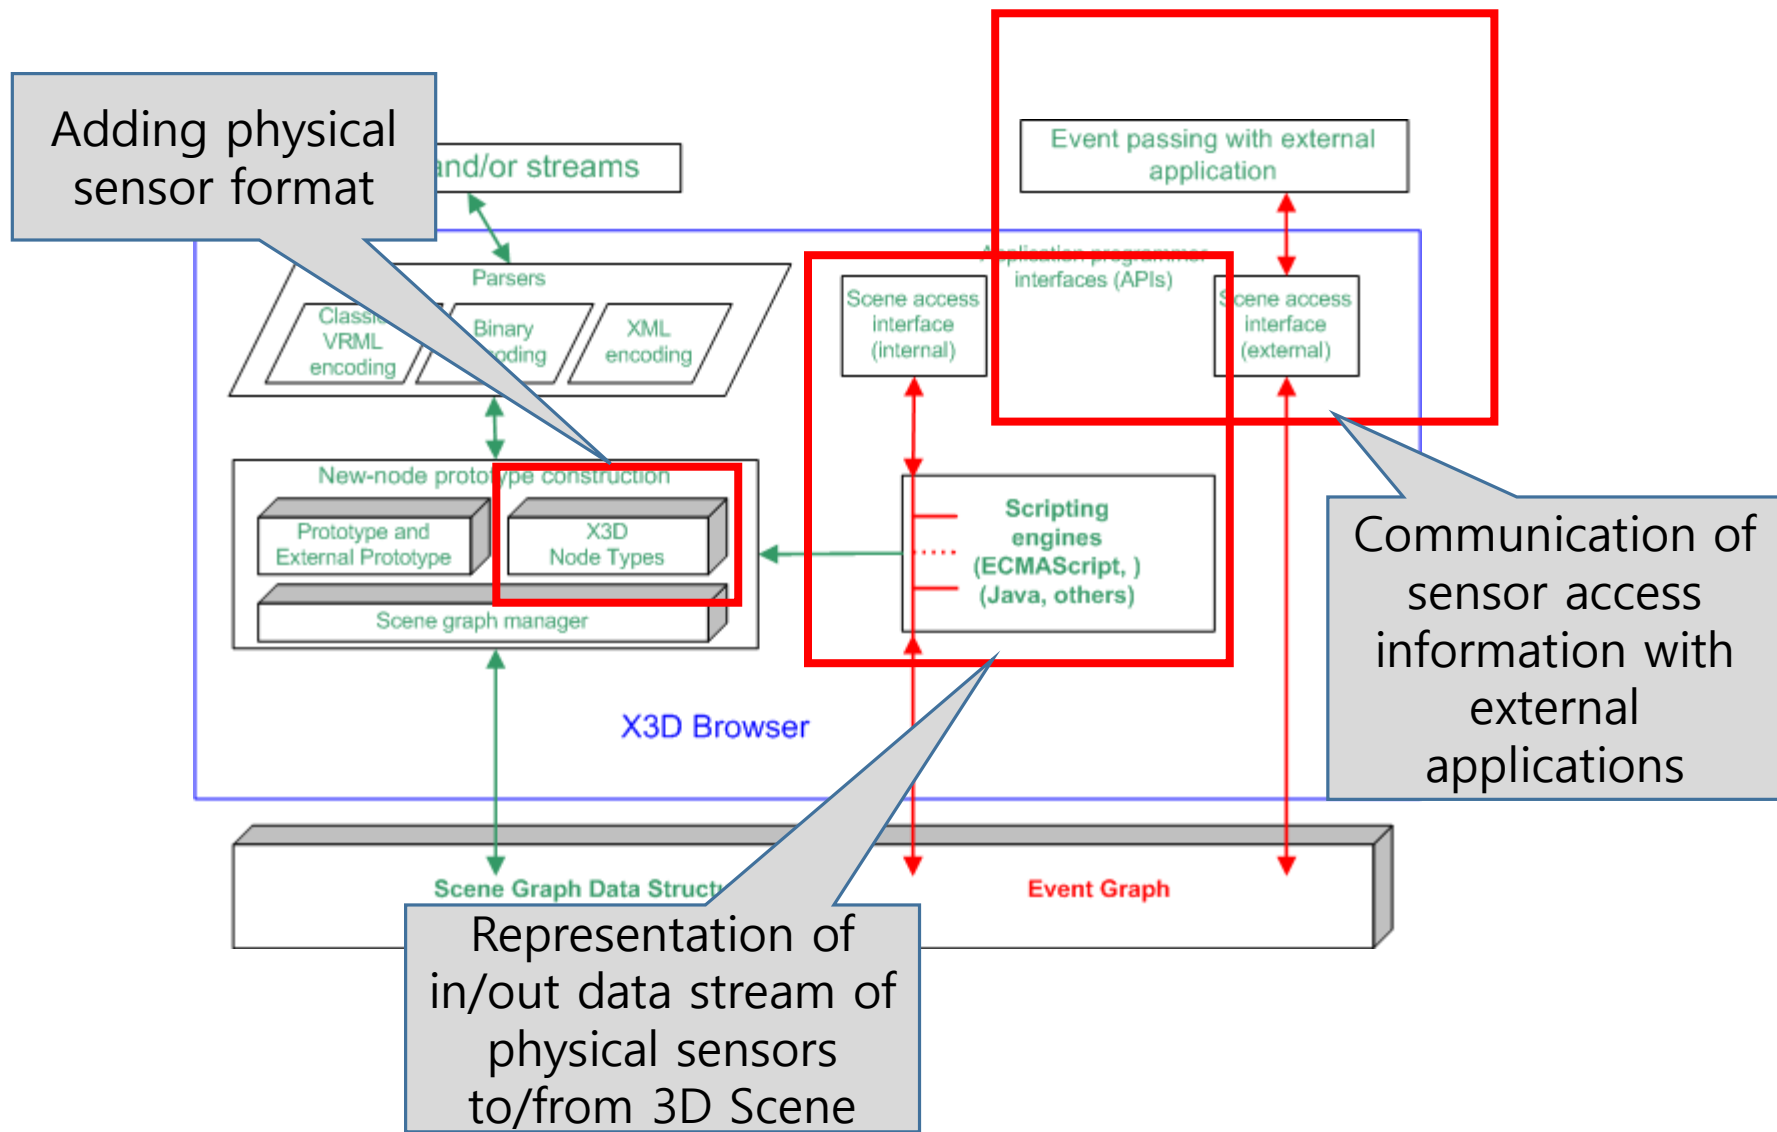 Adding physical
sensor format
and/or streams
Event passing with external
application
Application programmer
interfaces (APIs)
Parsers
Classic
VRML
encoding
Binary
XML
encoding
Scene access
interface
(internal)
Scene access
interface
(external)
New-node prototype construction
Prototype and
External Prototype
X3D
Node Types
Scene graph manager
Scripting
engines
(ECMAScript, )
(Java, others)
Communication of
sensor access
information with
external
applications
X3D Browser
Scene Graph Data
Event Graph
Representation of
in/out data stream of
physical sensors
to/from 3D Scene